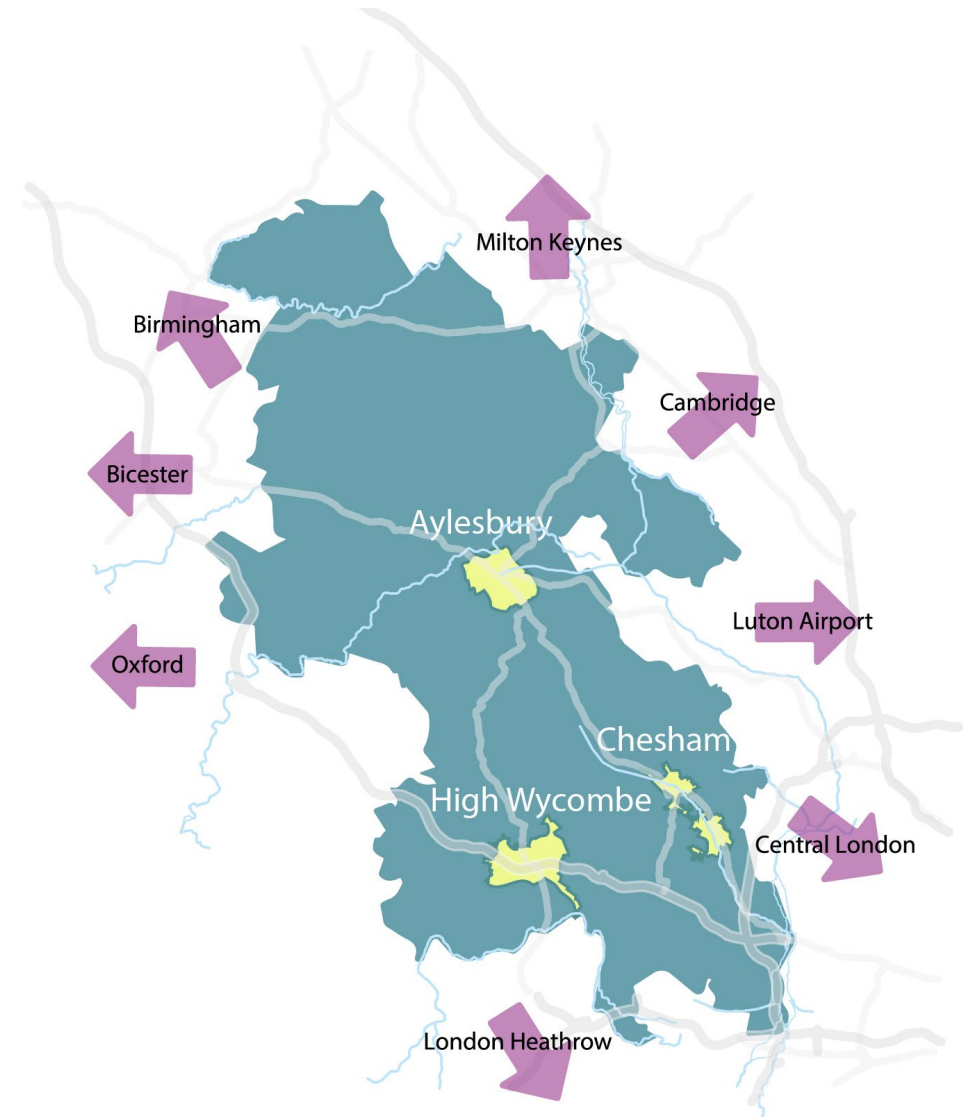 Milton Keynes
Birmingham
Cambridge
Bicester
Aylesbury
Luton Airport
Oxford
Chesham
High Wycombe
Central London
London Heathrow